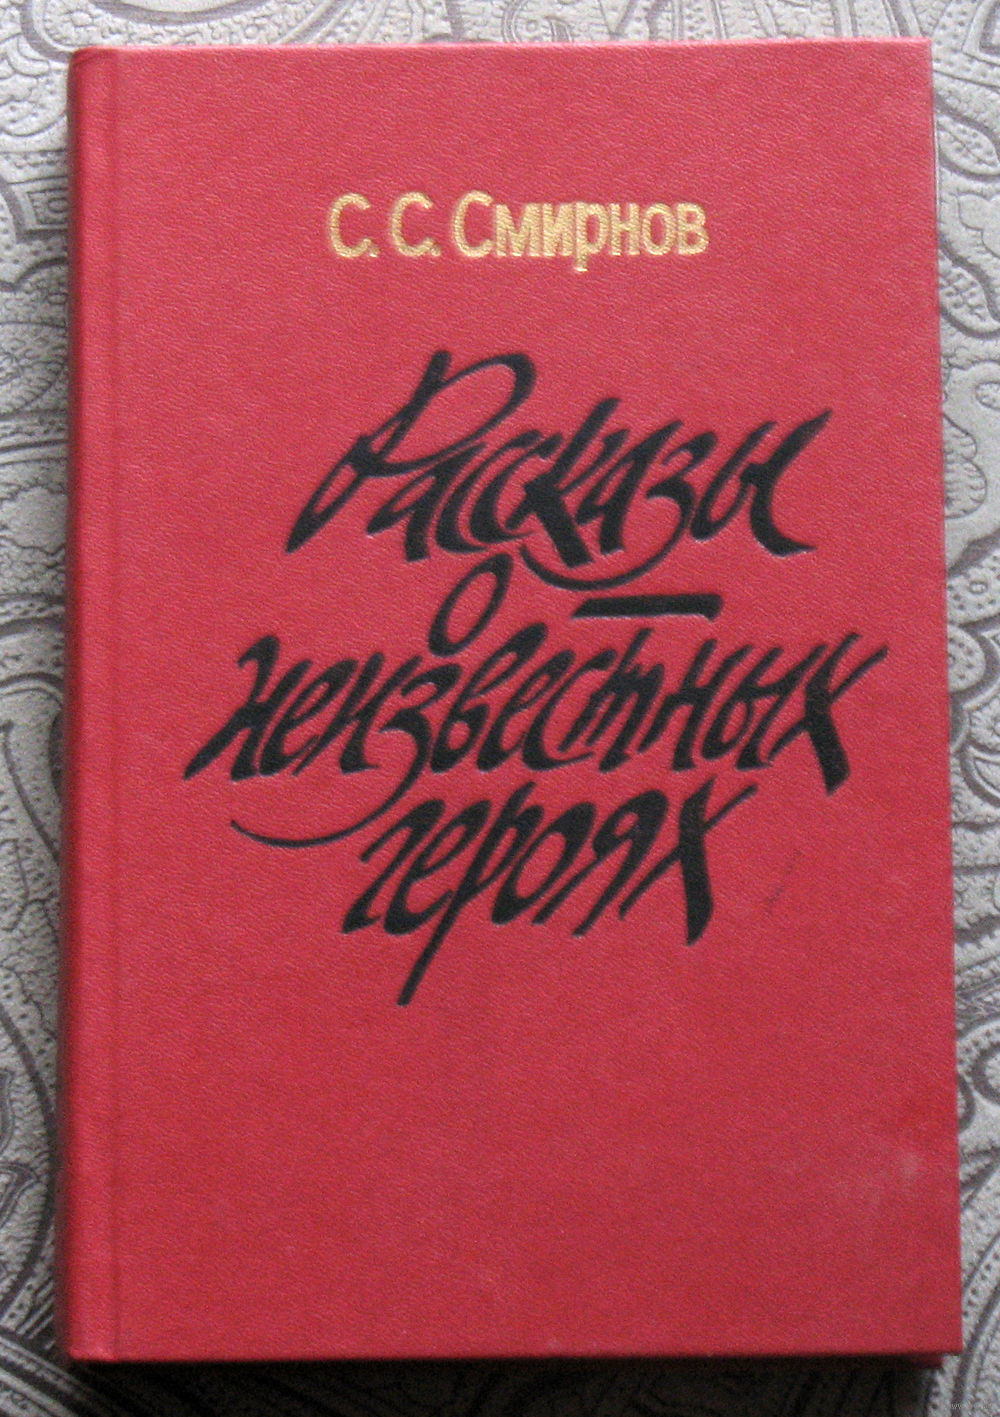 С. С. Смирнов
Рассказы
о
неизвестных
героях